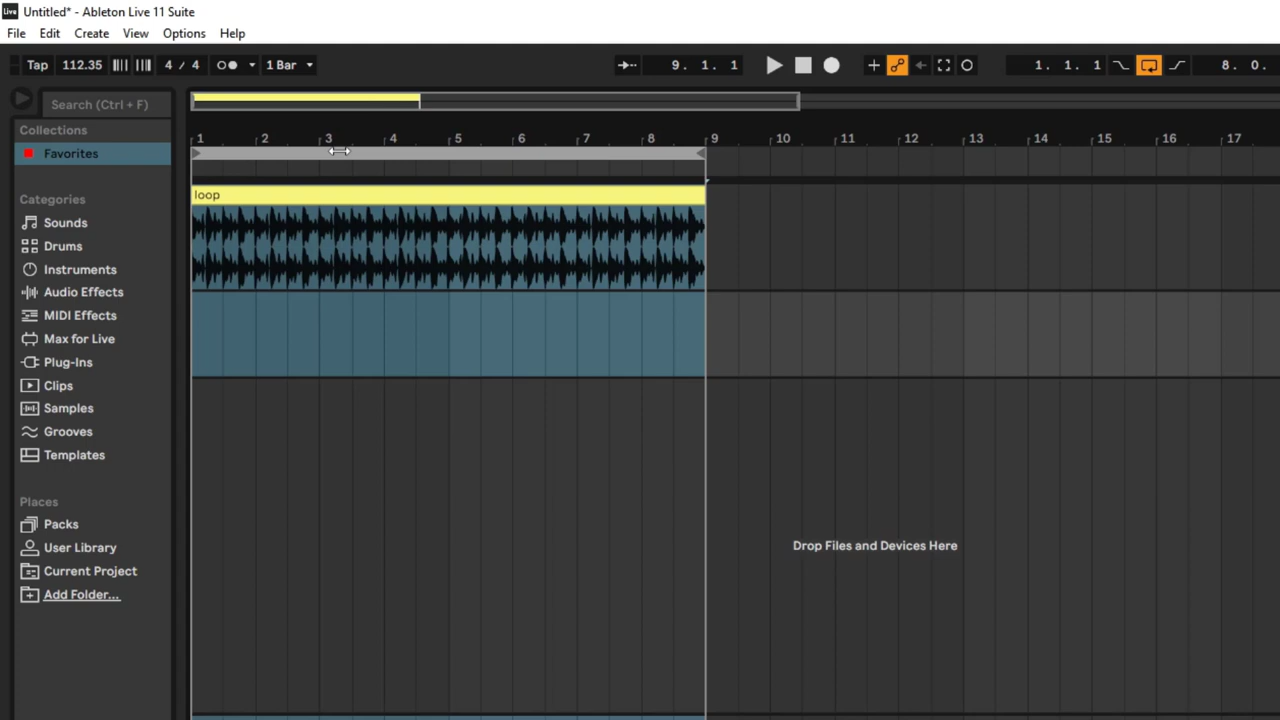 Live Untitled* - Ableton Live 11 Suite
File Edit Create View Options Help
Tap 112.35 4 / 4 1 Bar 9. 1. 1 1. 1. 1 8. 0.
Search (Ctrl + F)
Collections
Favorites
Categories
Sounds
Drums
Instruments
Audio Effects
MIDI Effects
Max for Live
Plug-Ins
Clips
Samples
Grooves
Templates
Places
Packs
User Library
Current Project
Add Folder...
1 2 3 4 5 6 7 8 9 10 11 12 13 14 15 16 17
loop
Drop Files and Devices Here